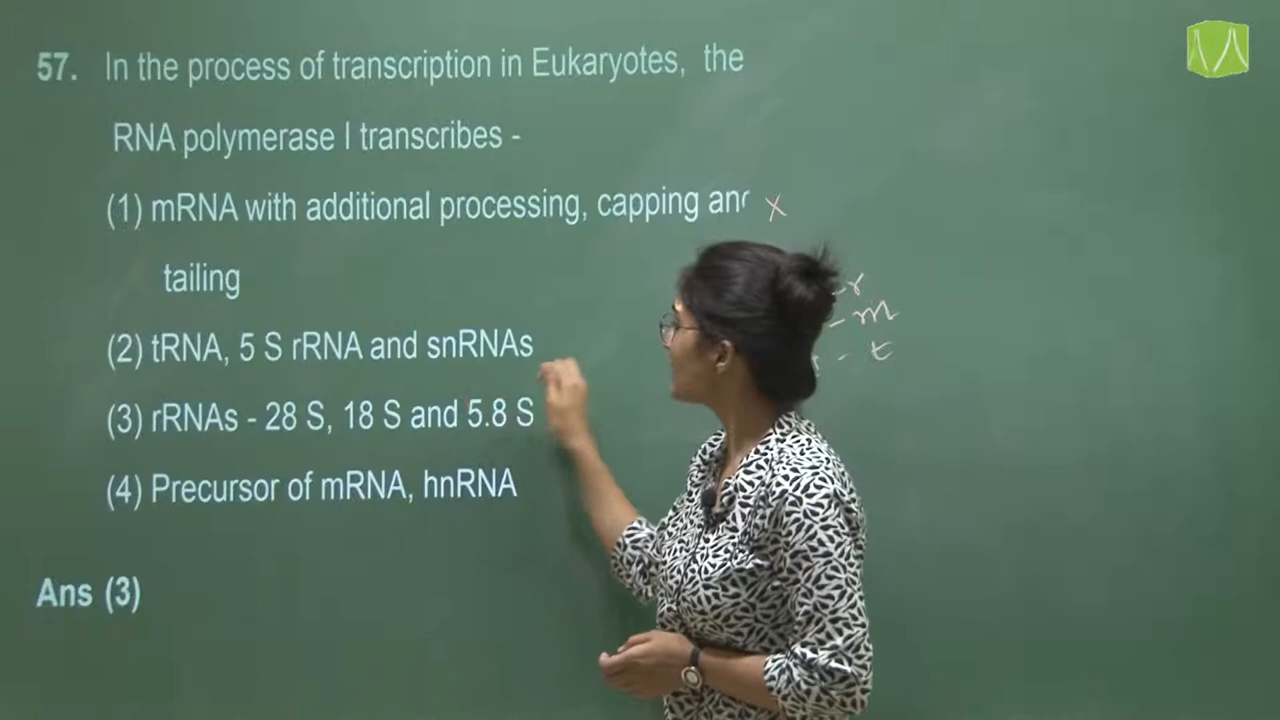 57. In the process of transcription in Eukaryotes, the
RNA polymerase I transcribes -
(1) mRNA with additional processing, capping and
tailing
(2) tRNA, 5 S rRNA and snRNAs
(3) rRNAs - 28 S, 18 S and 5.8 S
(4) Precursor of mRNA, hnRNA
Ans (3)
x
- r
- m
- t